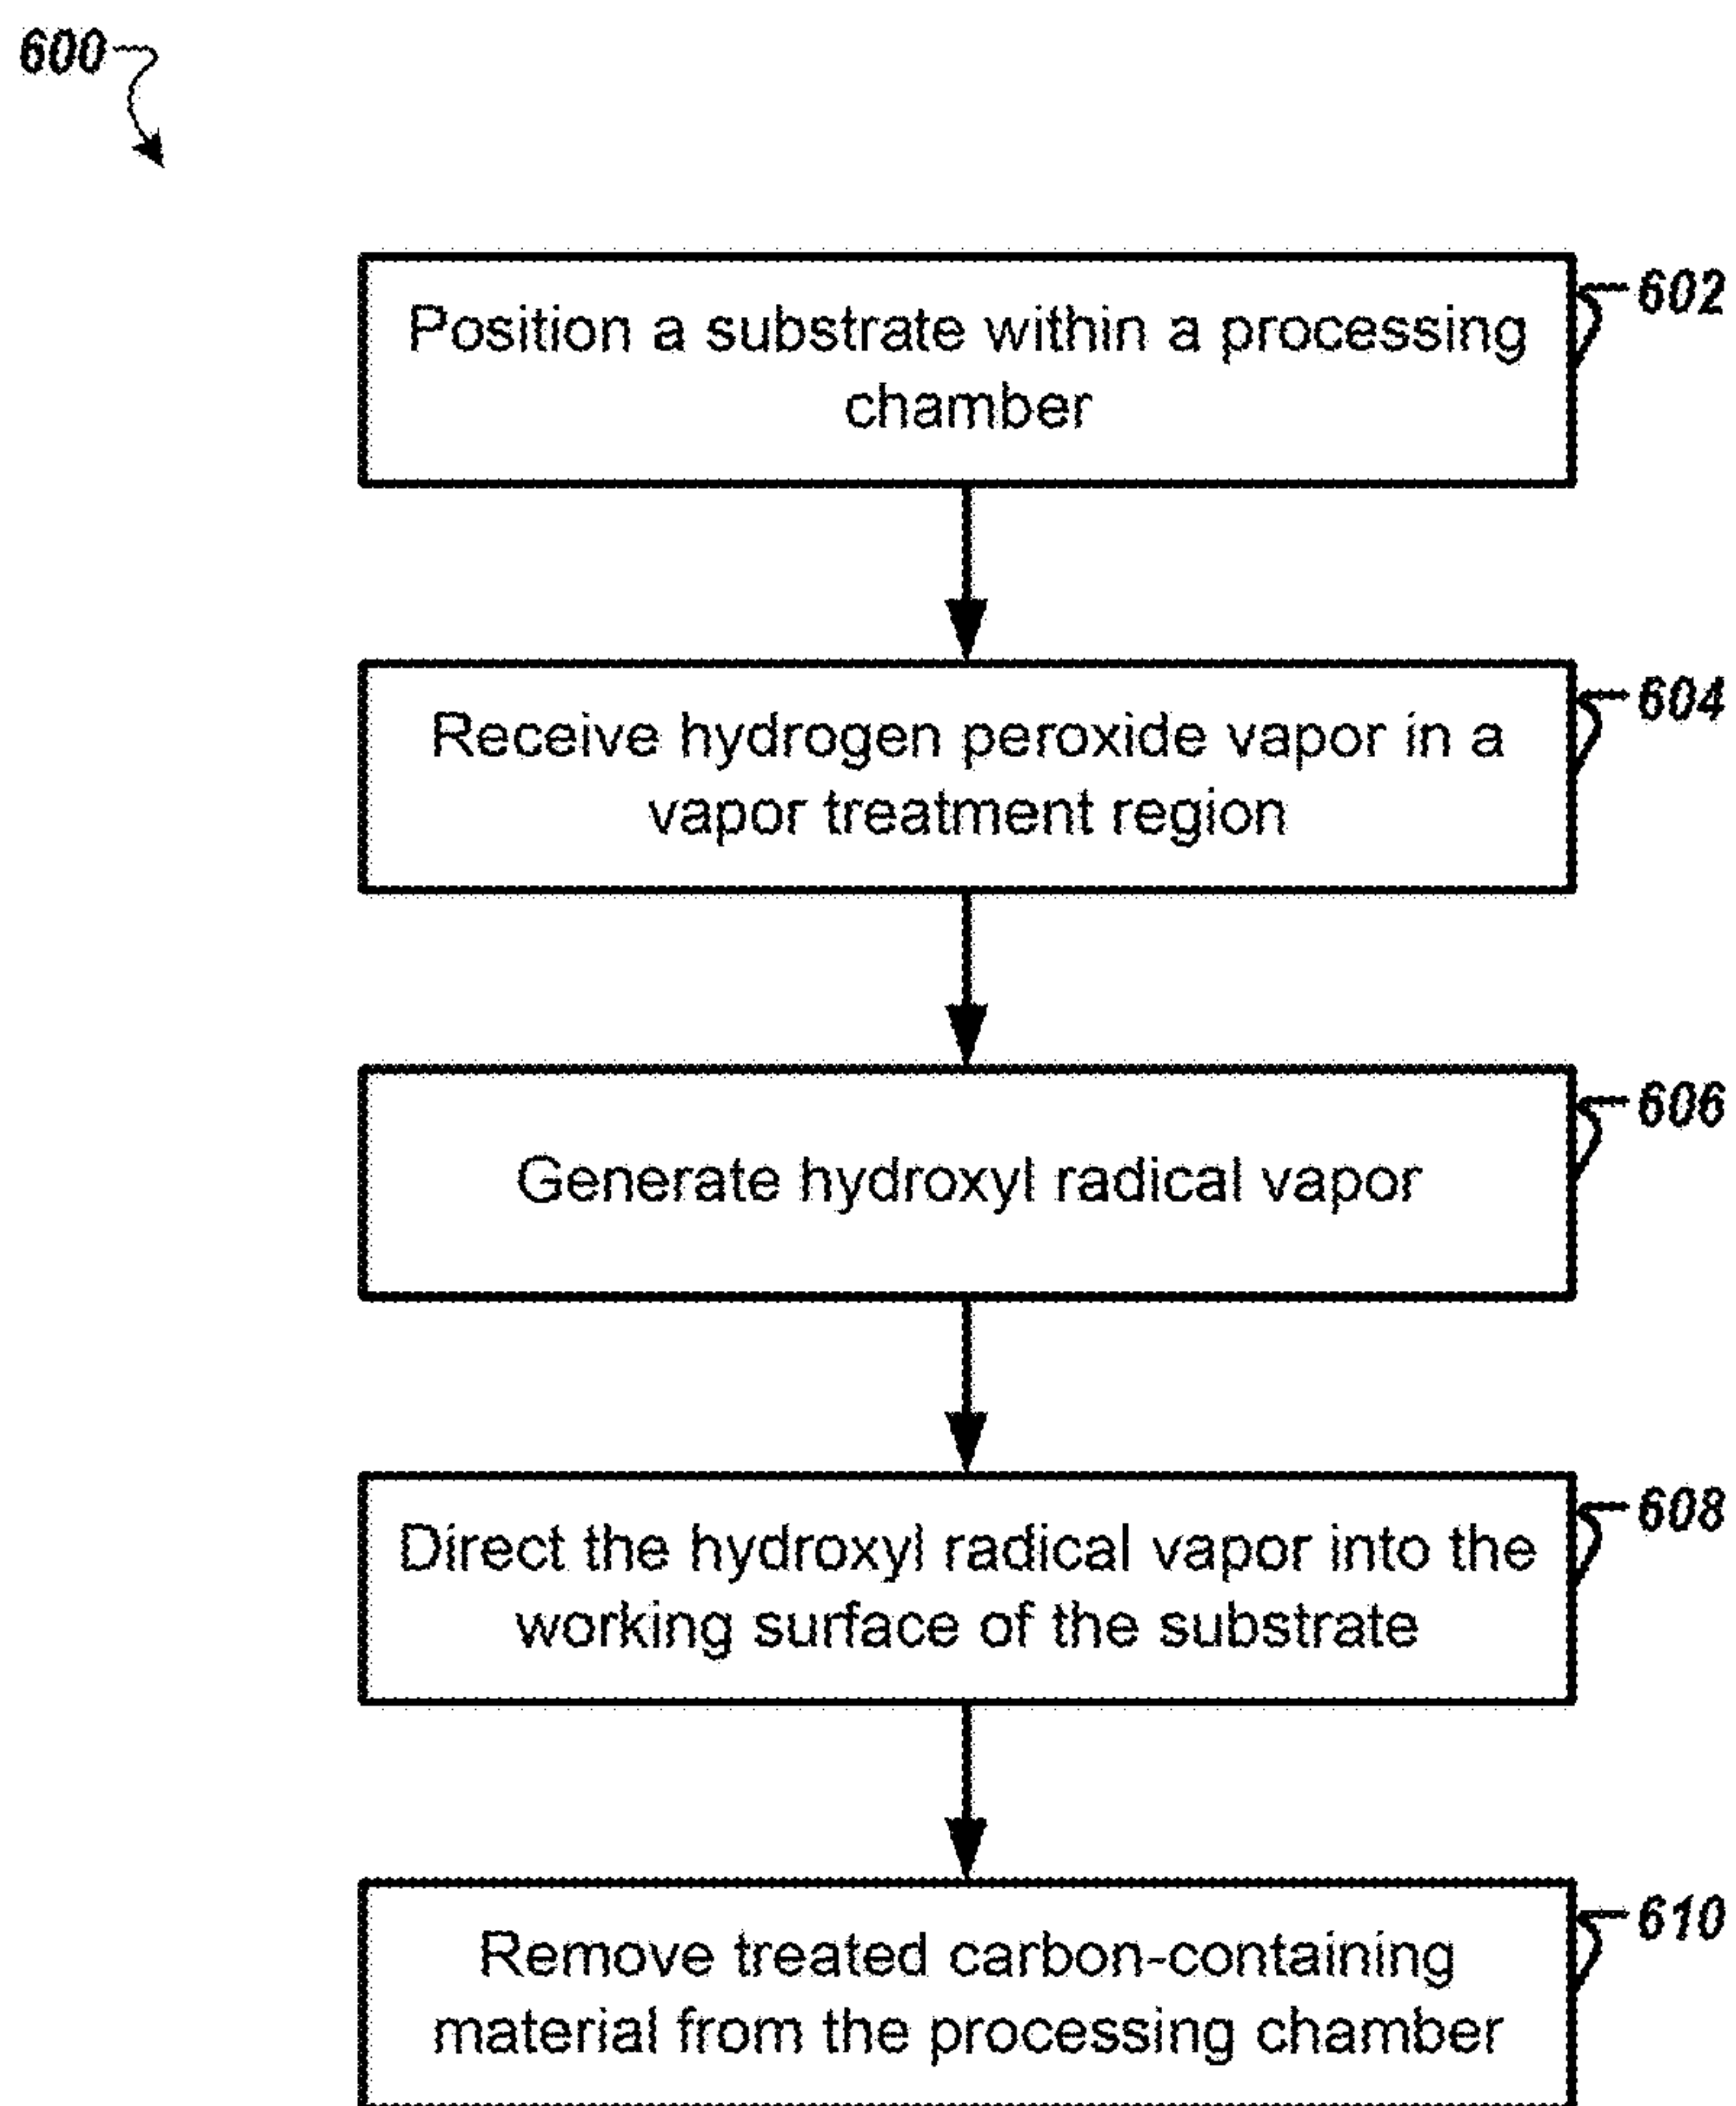 600
Position a substrate within a processing
chamber
602
Receive hydrogen peroxide vapor in a
vapor treatment region
604
Generate hydroxyl radical vapor
606
Direct the hydroxyl radical vapor into the
working surface of the substrate
608
Remove treated carbon-containing
material from the processing chamber
610